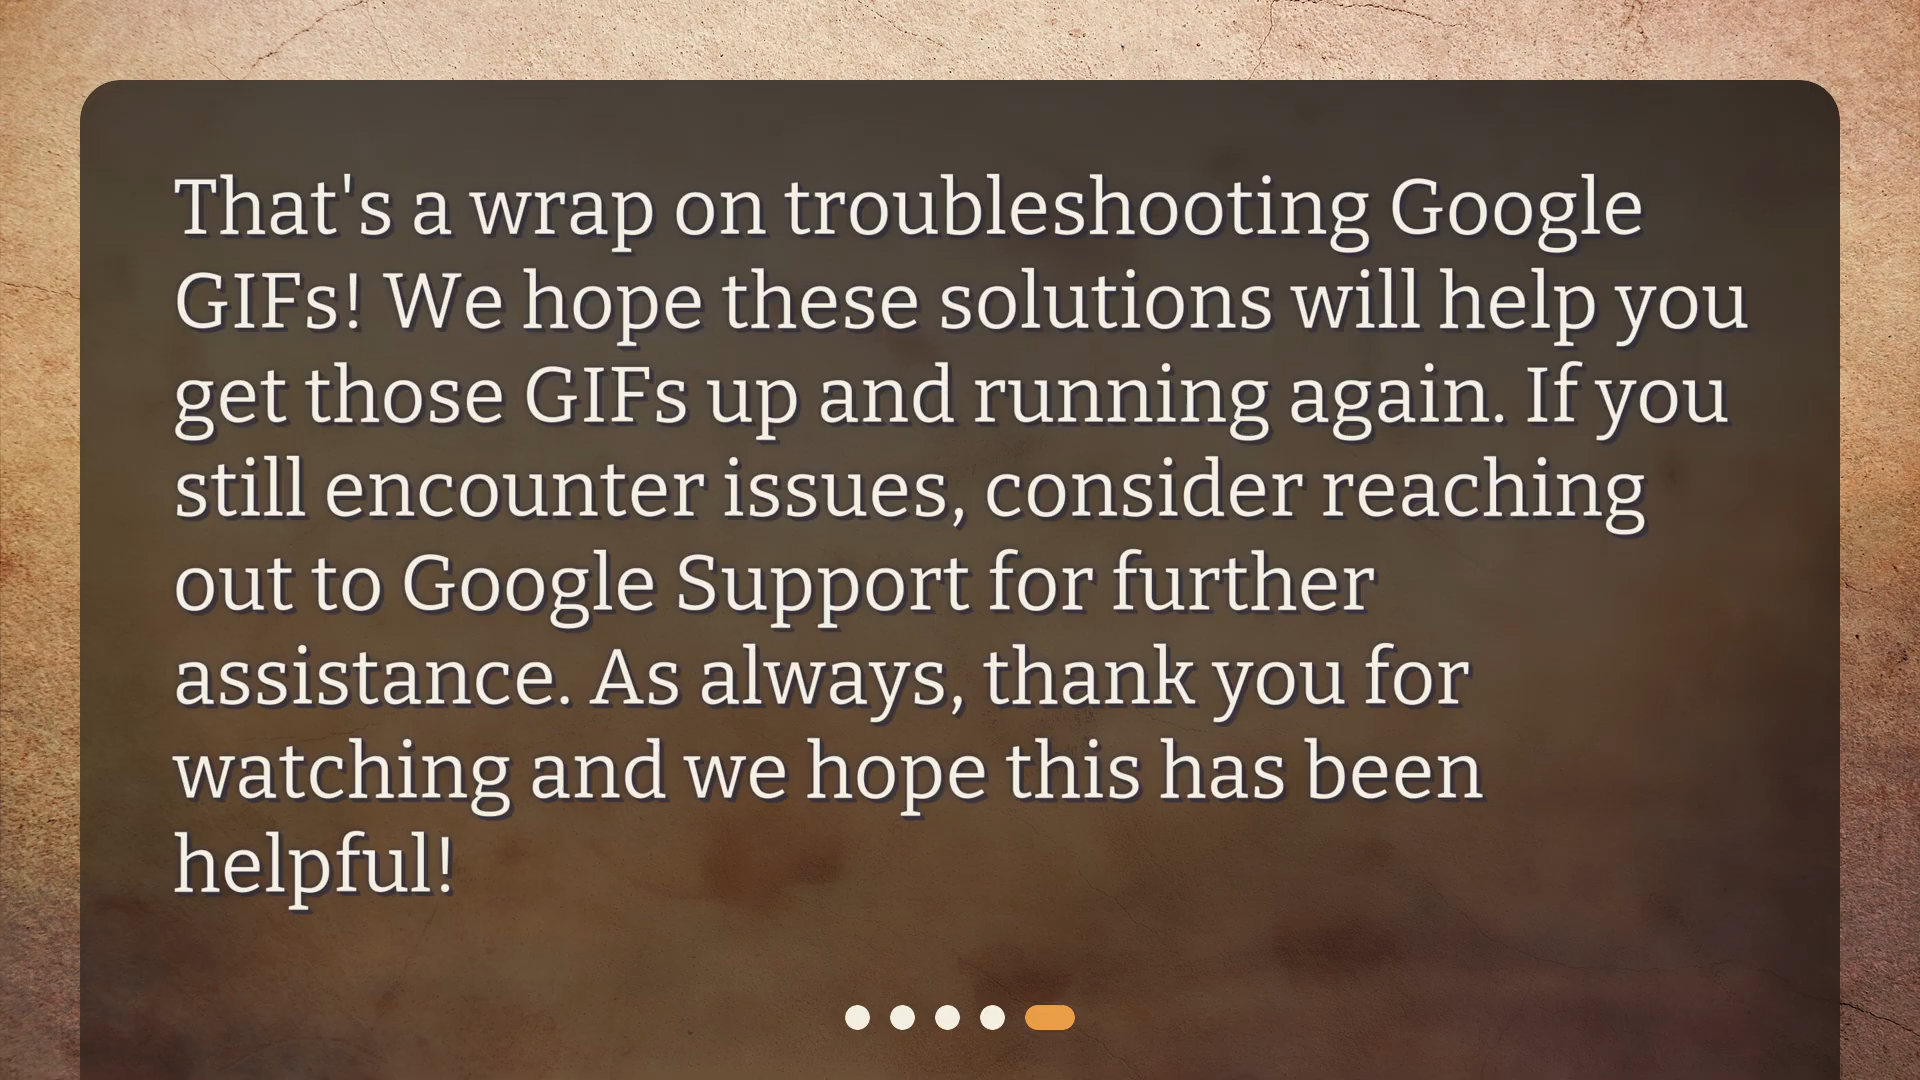 That's a wrap on troubleshooting Google
GIFs! We hope these solutions will help you
get those GIFs up and running again. If you
still encounter issues, consider reaching
out to Google Support for further
assistance. As always, thank you for
watching and we hope this has been
helpful!